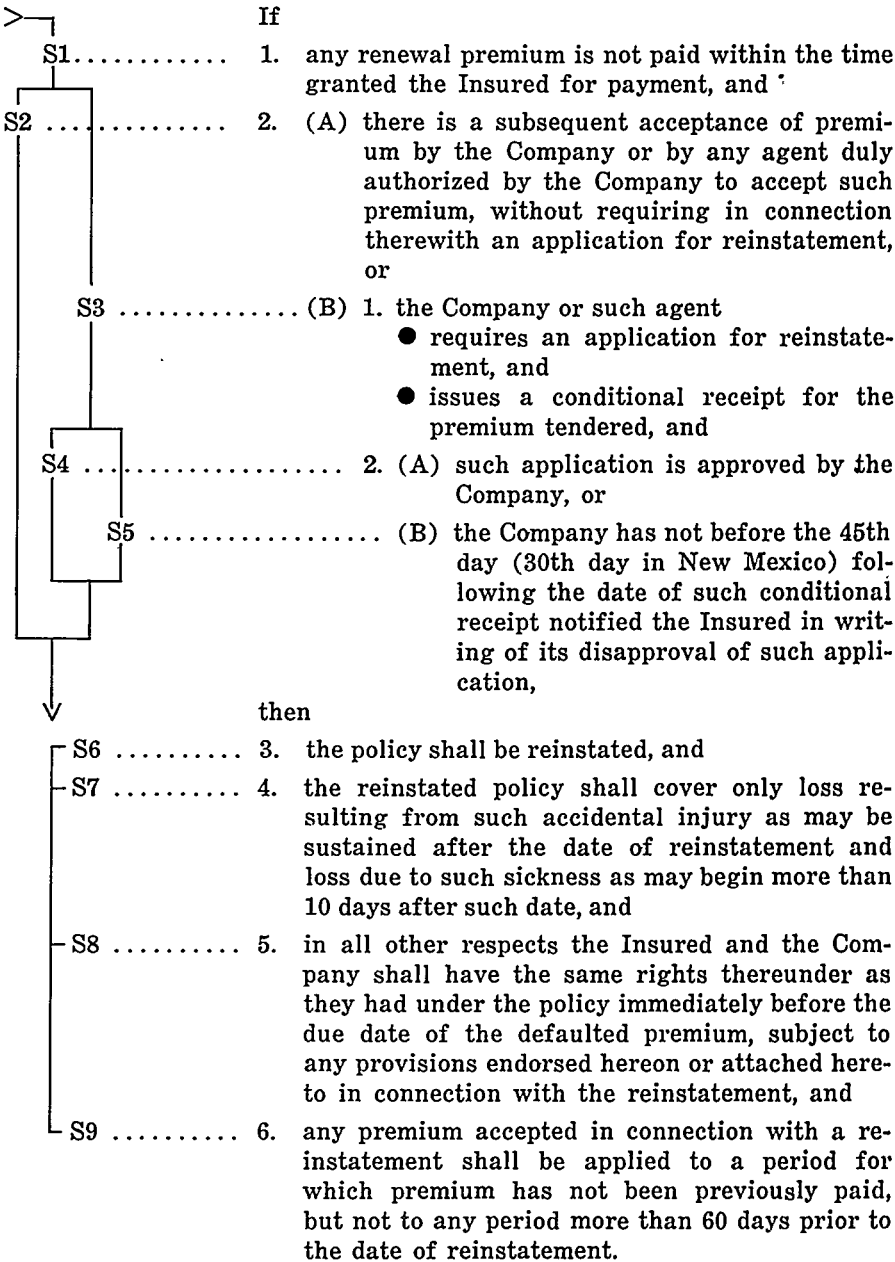 If
S1............ 1. any renewal premium is not paid within the time
granted the Insured for payment, and
S2 .............. 2. (A) there is a subsequent acceptance of premi-
um by the Company or by any agent duly
authorized by the Company to accept such
premium, without requiring in connection
therewith an application for reinstatement,
or
S3 .............. (B) 1. the Company or such agent
● requires an application for reinstate-
ment, and
● issues a conditional receipt for the
premium tendered, and
S4 ...................... 2. (A) such application is approved by the
Company, or
S5 .................. (B) the Company has not before the 45th
day (30th day in New Mexico) fol-
lowing the date of such conditional
receipt notified the Insured in writ-
ing of its disapproval of such appli-
cation,
then
S6 .......... 3. the policy shall be reinstated, and
S7 .......... 4. the reinstated policy shall cover only loss re-
sulting from such accidental injury as may be
sustained after the date of reinstatement and
loss due to such sickness as may begin more than
10 days after such date, and
S8 .......... 5. in all other respects the Insured and the Com-
pany shall have the same rights thereunder as
they had under the policy immediately before the
due date of the defaulted premium, subject to
any provisions endorsed hereon or attached here-
to in connection with the reinstatement, and
S9 .......... 6. any premium accepted in connection with a re-
instatement shall be applied to a period for
which premium has not been previously paid,
but not to any period more than 60 days prior to
the date of reinstatement.